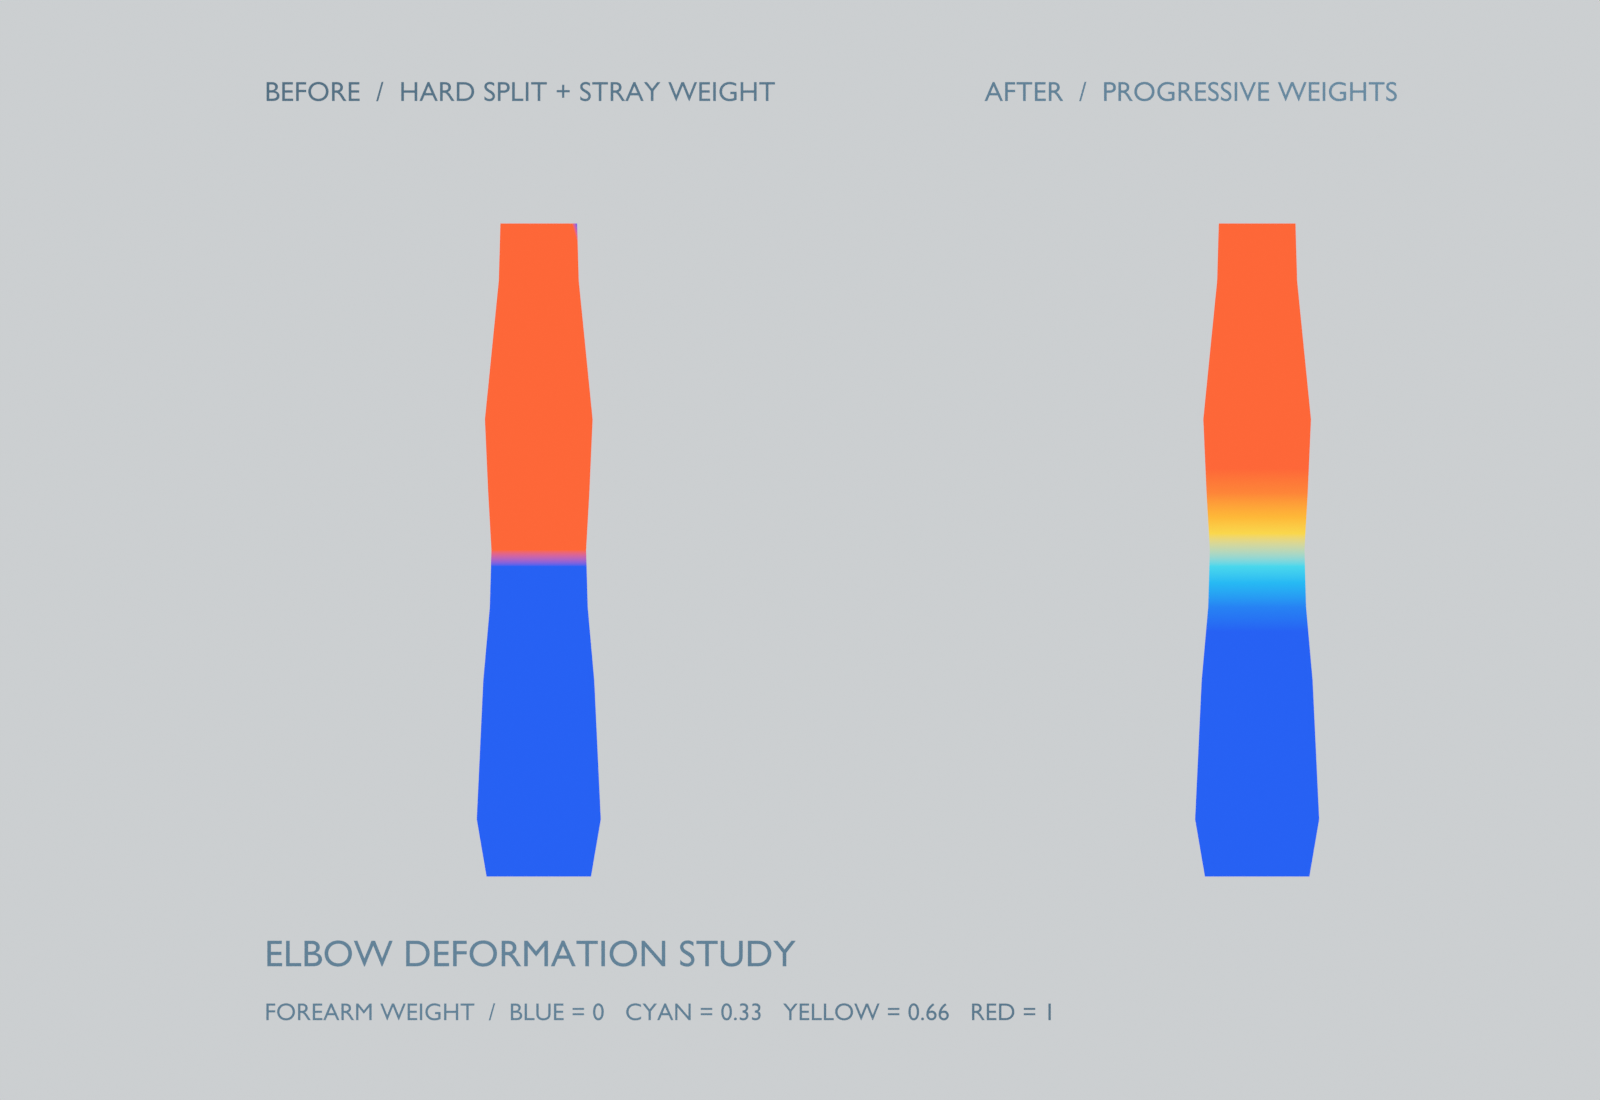 BEFORE / HARD SPLIT + STRAY WEIGHT
AFTER / PROGRESSIVE WEIGHTS
ELBOW DEFORMATION STUDY
FOREARM WEIGHT / BLUE = 0 CYAN = 0.33 YELLOW = 0.66 RED = 1